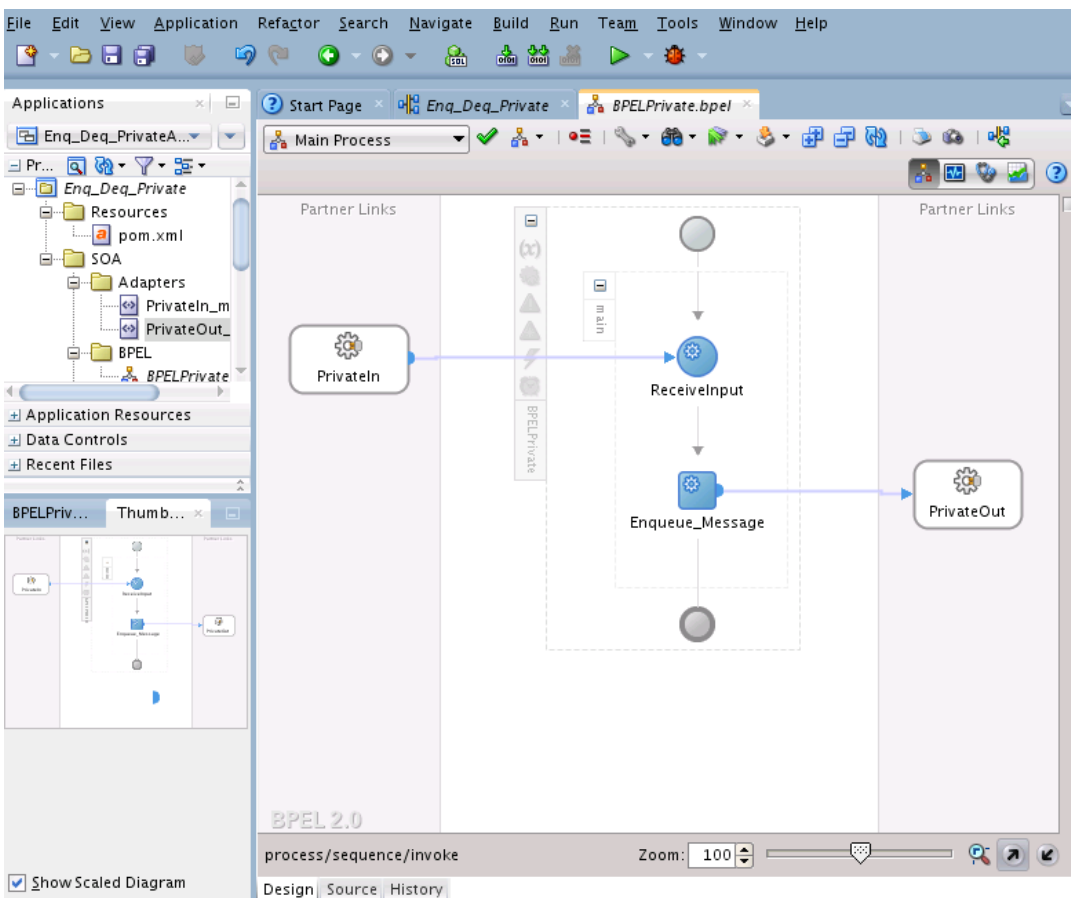 File Edit View Application Refactor Search Navigate Build Run Team Tools Window Help
SQL
Applications
Start Page
Enq_Deq_Private
BPELPrivate.bpel
Enq_Deq_PrivateA...
Main Process
Pr...
Enq_Deq_Private
Resources
pom.xml
SOA
Adapters
PrivateIn_m
PrivateOut_
BPEL
BPELPrivate
Application Resources
Data Controls
Recent Files
BPELPriv...
Thumb...
Partner Links
Partner Links
(x)
main
BPELPrivate
PrivateIn
ReceiveInput
Enqueue_Message
PrivateOut
BPEL 2.0
process/sequence/invoke
Zoom: 100
Show Scaled Diagram
Design Source History